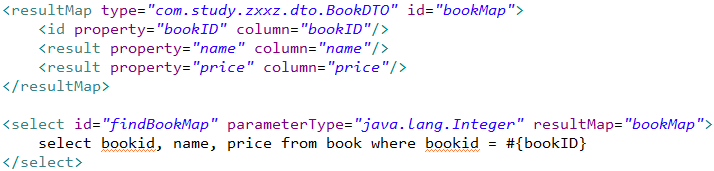 <resultMap type="com.study.zxxz.dto.BookDTO" id="bookMap">
    <id property="bookID" column="bookID"/>
    <result property="name" column="name"/>
    <result property="price" column="price"/>
</resultMap>

<select id="findBookMap" parameterType="java.lang.Integer" resultMap="bookMap">
    select bookid, name, price from book where bookid = #{bookID}
</select>